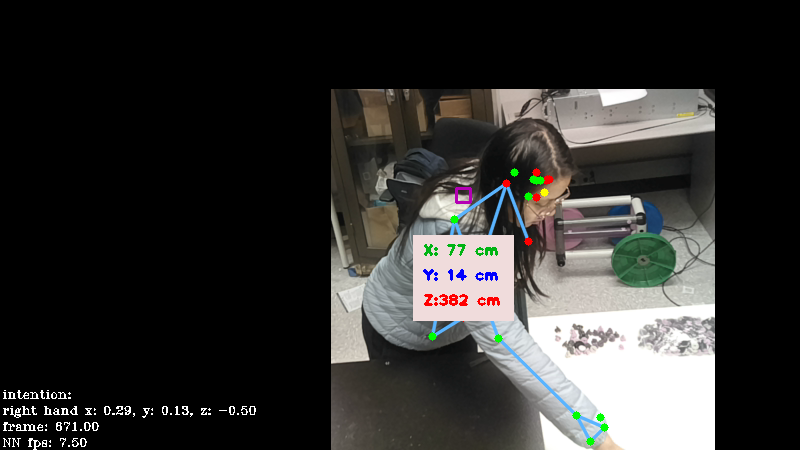 X: 77 cm
Y: 14 cm
Z:382 cm
intention:
right hand x: 0.29, y: 0.13, z: −0.50
frame: 671.00
NN fps: 7.50